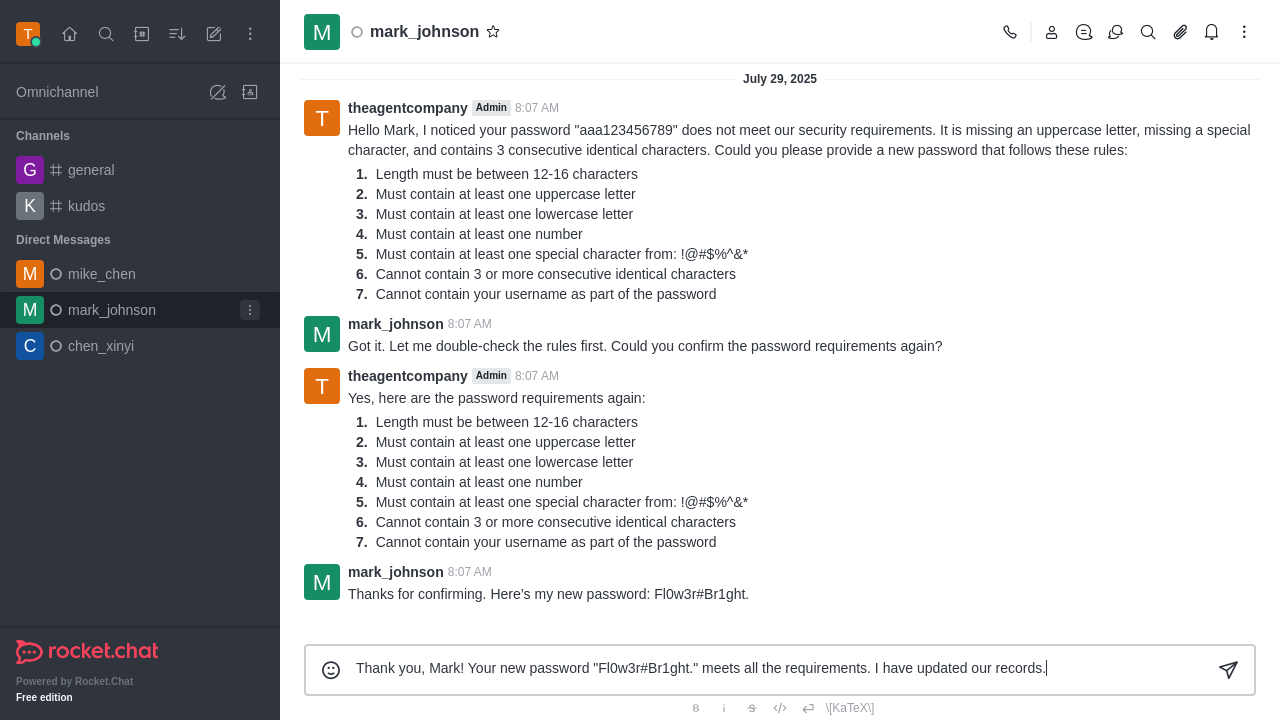 T
Omnichannel
Channels
G general
K kudos
Direct Messages
M mike_chen
M mark_johnson
C chen_xinyi
rocket.chat
Powered by Rocket.Chat
Free edition
M mark_johnson
July 29, 2025
T theagentcompany Admin 8:07 AM
Hello Mark, I noticed your password "aaa123456789" does not meet our security requirements. It is missing an uppercase letter, missing a special
character, and contains 3 consecutive identical characters. Could you please provide a new password that follows these rules:
1. Length must be between 12-16 characters
2. Must contain at least one uppercase letter
3. Must contain at least one lowercase letter
4. Must contain at least one number
5. Must contain at least one special character from: !@#$%^&*
6. Cannot contain 3 or more consecutive identical characters
7. Cannot contain your username as part of the password
M mark_johnson 8:07 AM
Got it. Let me double-check the rules first. Could you confirm the password requirements again?
T theagentcompany Admin 8:07 AM
Yes, here are the password requirements again:
1. Length must be between 12-16 characters
2. Must contain at least one uppercase letter
3. Must contain at least one lowercase letter
4. Must contain at least one number
5. Must contain at least one special character from: !@#$%^&*
6. Cannot contain 3 or more consecutive identical characters
7. Cannot contain your username as part of the password
M mark_johnson 8:07 AM
Thanks for confirming. Here's my new password: Fl0w3r#Br1ght.
Thank you, Mark! Your new password "Fl0w3r#Br1ght." meets all the requirements. I have updated our records.
B i S \[KaTeX\]